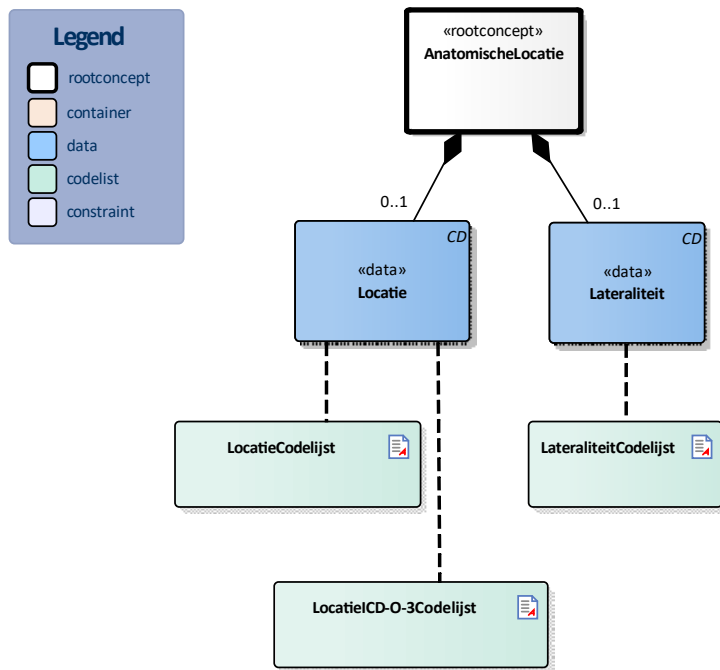 Legend
rootconcept
container
data
codelist
constraint
«rootconcept»
AnatomischeLocatie
0..1
0..1
CD
«data»
Locatie
CD
«data»
Lateraliteit
LocatieCodelijst
LateraliteitCodelijst
LocatieICD-O-3Codelijst